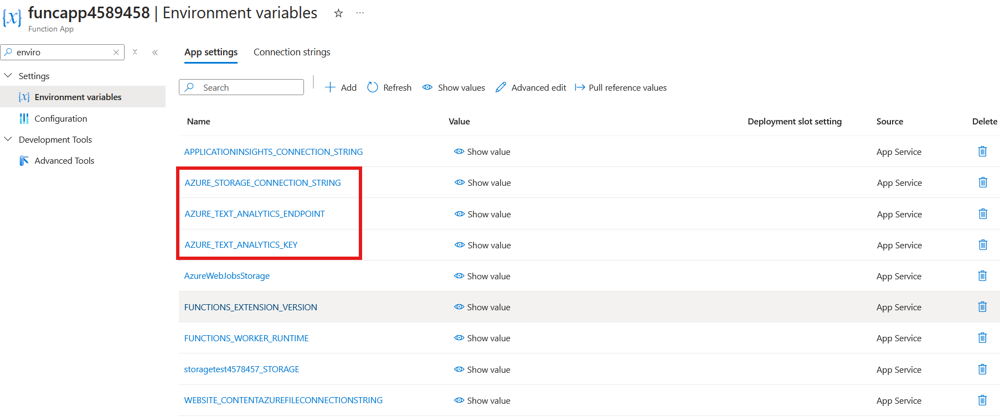 funcapp4589458 | Environment variables
Function App
enviro
Settings
Environment variables
Configuration
Development Tools
Advanced Tools
App settings Connection strings
Search Add Refresh Show values Advanced edit Pull reference values
Name Value Deployment slot setting Source Delete
APPLICATIONINSIGHTS_CONNECTION_STRING Show value App Service
AZURE_STORAGE_CONNECTION_STRING Show value App Service
AZURE_TEXT_ANALYTICS_ENDPOINT Show value App Service
AZURE_TEXT_ANALYTICS_KEY Show value App Service
AzureWebJobsStorage Show value App Service
FUNCTIONS_EXTENSION_VERSION Show value App Service
FUNCTIONS_WORKER_RUNTIME Show value App Service
storagetest4578457_STORAGE Show value App Service
WEBSITE_CONTENTAZUREFILECONNECTIONSTRING Show value App Service